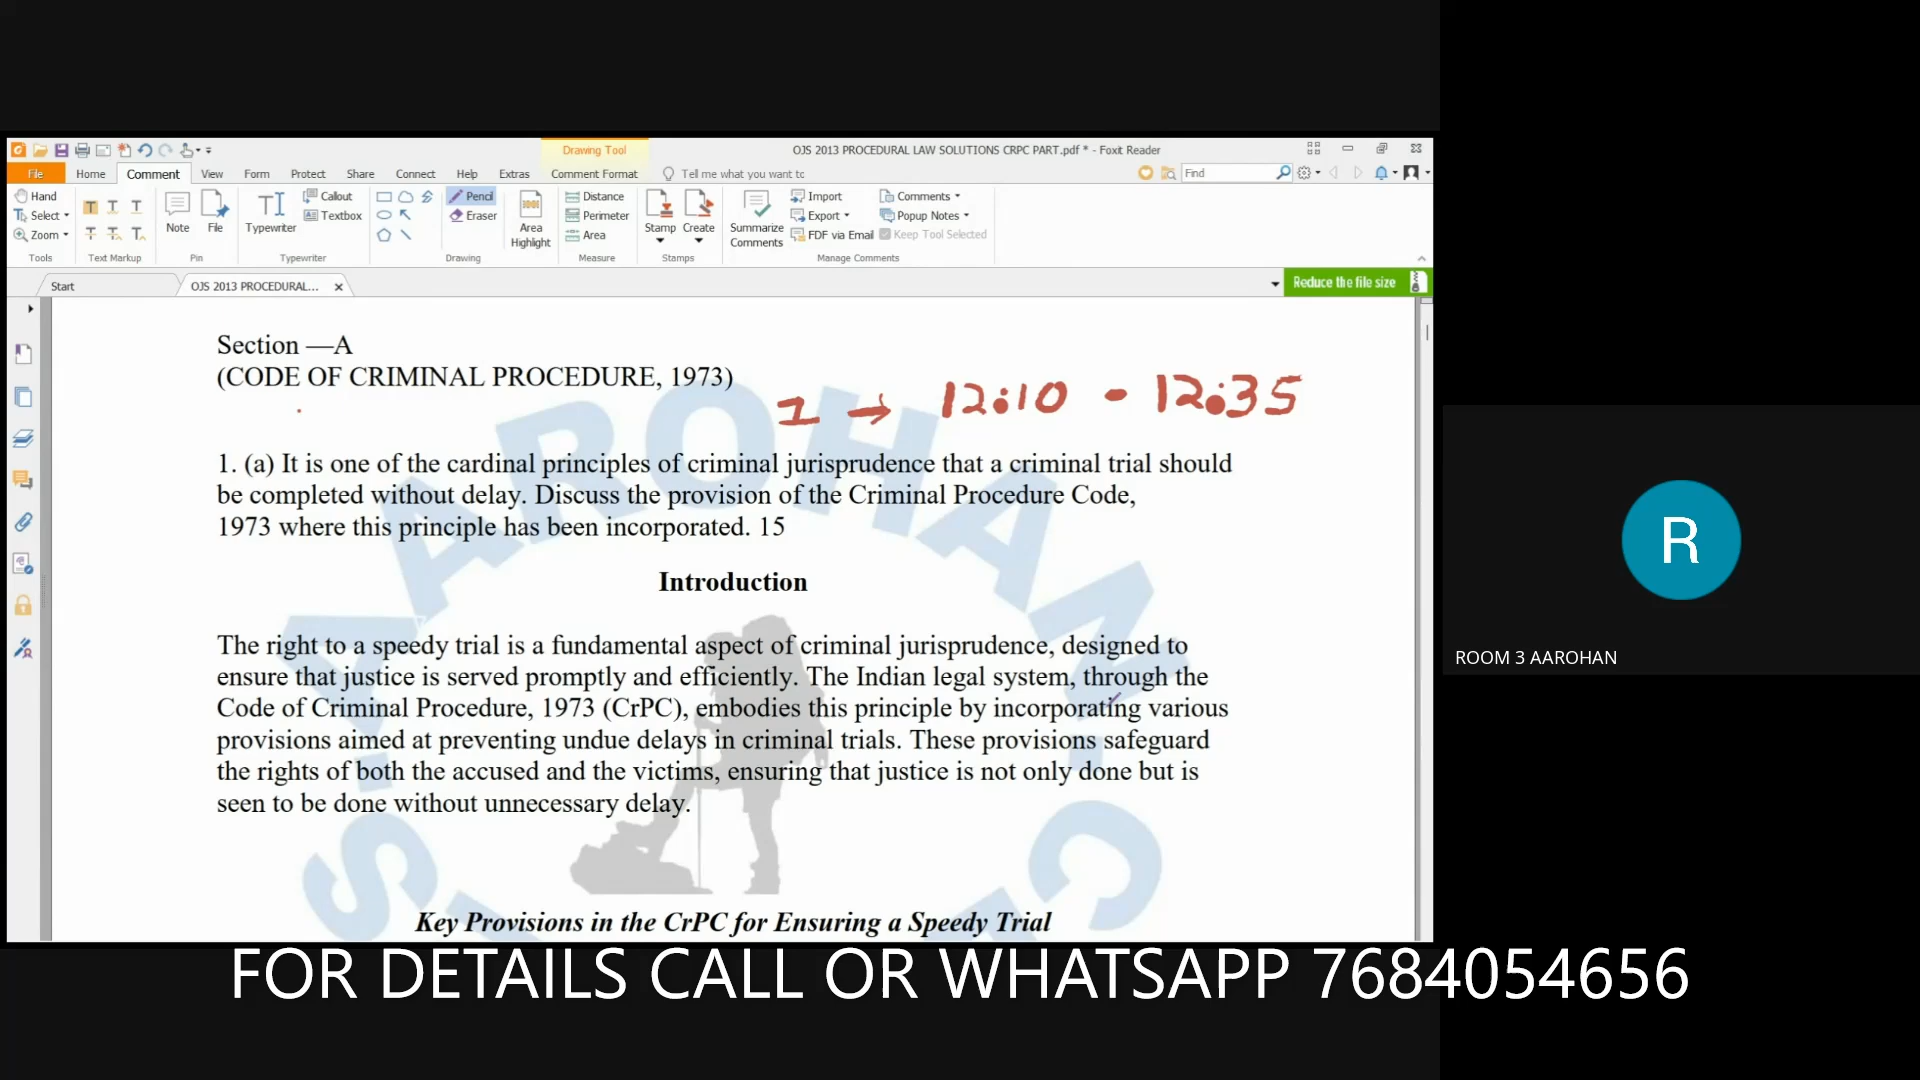 Drawing Tool
OJS 2013 PROCEDURAL LAW SOLUTIONS CRPC PART.pdf * - Foxit Reader
File Home Comment View Form Protect Share Connect Help Extras Comment Format Tell me what you want to Find
Hand
Select
Zoom
Tools
Text Markup
Note
File
Pin
Typewriter
Callout
Textbox
Typewriter
Pencil
Eraser
Drawing
Area
Highlight
Distance
Perimeter
Area
Measure
Stamp
Create
Stamps
Summarize
Comments
Import
Export
FDF via Email
Comments
Popup Notes
Keep Tool Selected
Manage Comments
Start
OJS 2013 PROCEDURAL...
Reduce the file size
Section —A
(CODE OF CRIMINAL PROCEDURE, 1973)
1 → 12:10 - 12:35
1. (a) It is one of the cardinal principles of criminal jurisprudence that a criminal trial should
be completed without delay. Discuss the provision of the Criminal Procedure Code,
1973 where this principle has been incorporated. 15
Introduction
The right to a speedy trial is a fundamental aspect of criminal jurisprudence, designed to
ensure that justice is served promptly and efficiently. The Indian legal system, through the
Code of Criminal Procedure, 1973 (CrPC), embodies this principle by incorporating various
provisions aimed at preventing undue delays in criminal trials. These provisions safeguard
the rights of both the accused and the victims, ensuring that justice is not only done but is
seen to be done without unnecessary delay.
Key Provisions in the CrPC for Ensuring a Speedy Trial
R
ROOM 3 AAROHAN
FOR DETAILS CALL OR WHATSAPP 7684054656